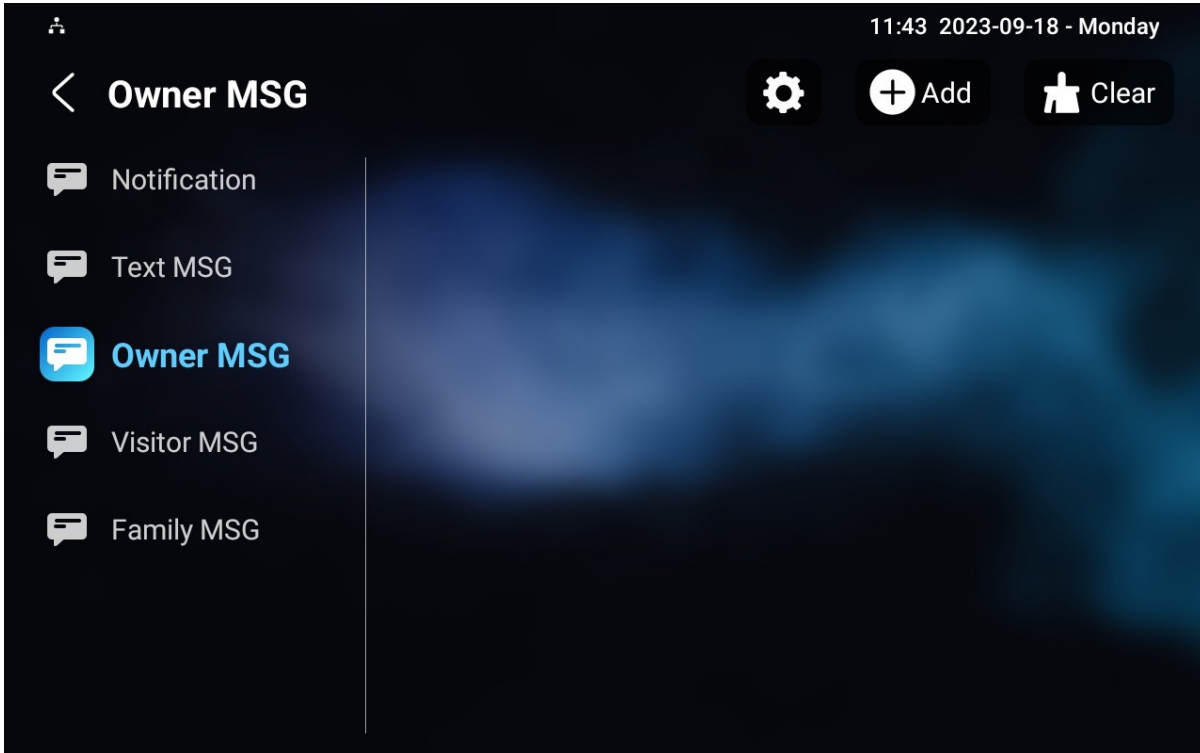 11:43 2023-09-18 - Monday
Owner MSG
Add
Clear
Notification
Text MSG
Owner MSG
Visitor MSG
Family MSG